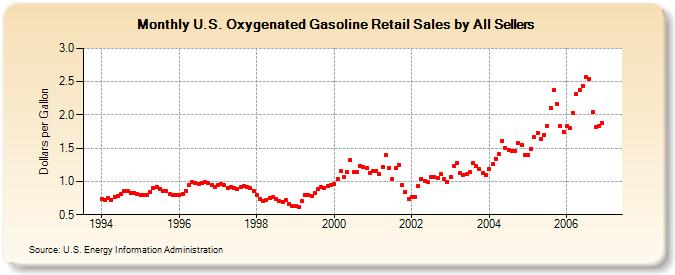 Monthly U.S. Oxygenated Gasoline Retail Sales by All Sellers
Dollars per Gallon
3.0
2.5
2.0
1.5
1.0
0.5
1994 1996 1998 2000 2002 2004 2006
Source: U.S. Energy Information Administration